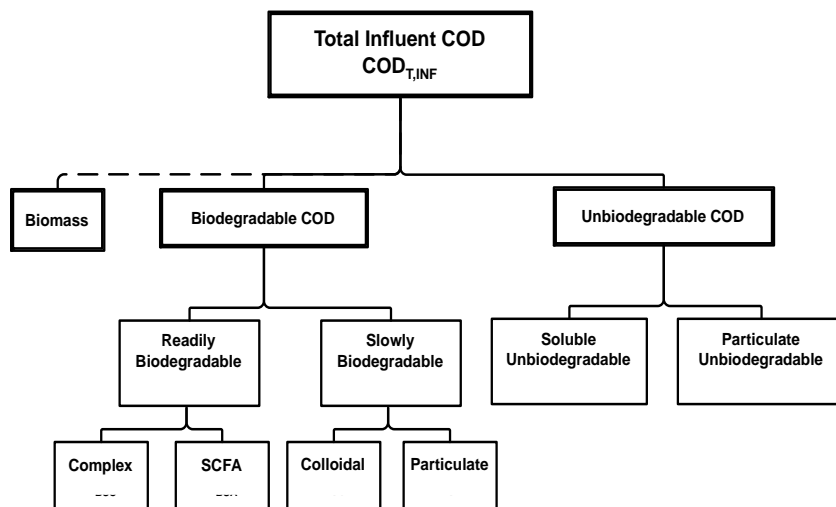 Total Influent COD
COD_T,INF
Biomass
Biodegradable COD
Unbiodegradable COD
Readily
Biodegradable
Slowly
Biodegradable
Soluble
Unbiodegradable
Particulate
Unbiodegradable
Complex
SCFA
Colloidal
Particulate